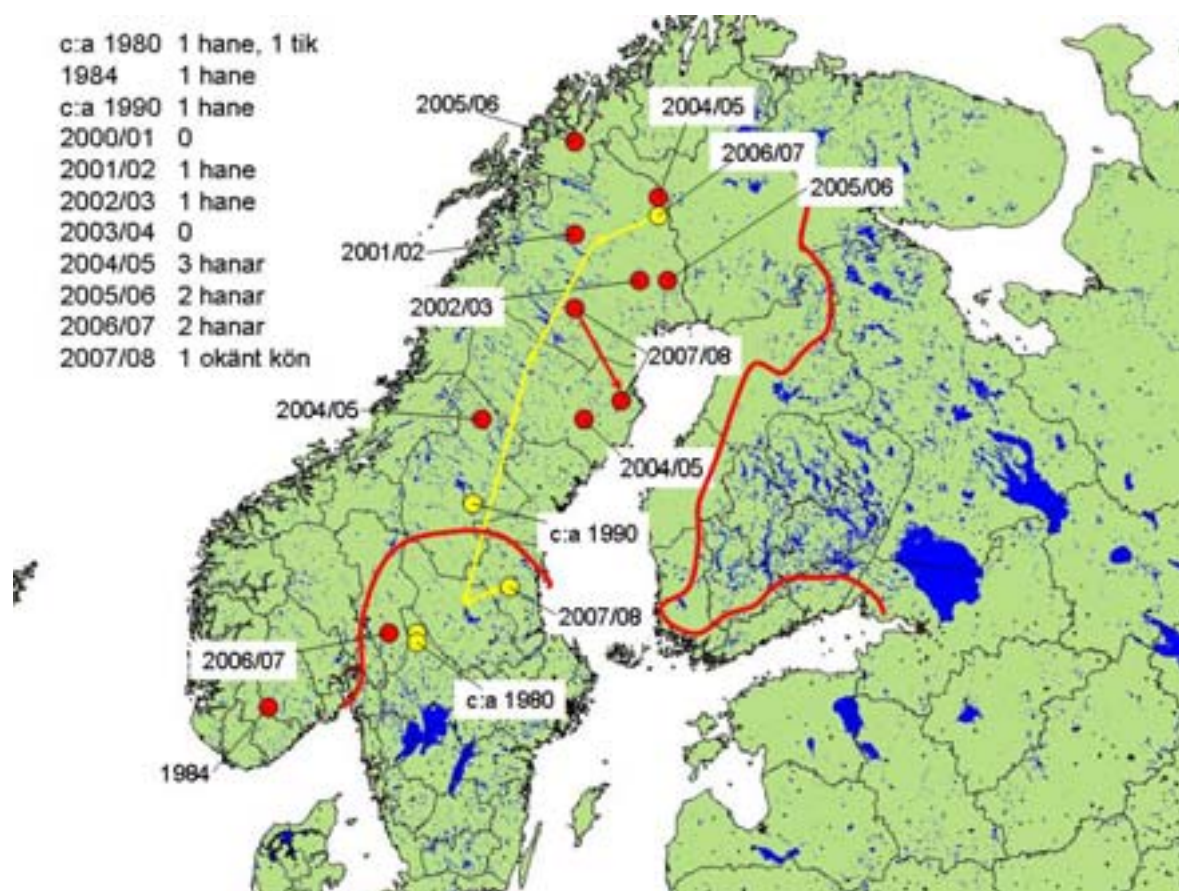 c:a 1980 1 hane, 1 tik
1984 1 hane
c:a 1990 1 hane
2000/01 0
2001/02 1 hane
2002/03 1 hane
2003/04 0
2004/05 3 hanar
2005/06 2 hanar
2006/07 2 hanar
2007/08 1 okänt kön
2005/06
2004/05
2006/07
2005/06
2001/02
2002/03
2007/08
2004/05
2004/05
c:a 1990
2007/08
2006/07
c:a 1980
1984